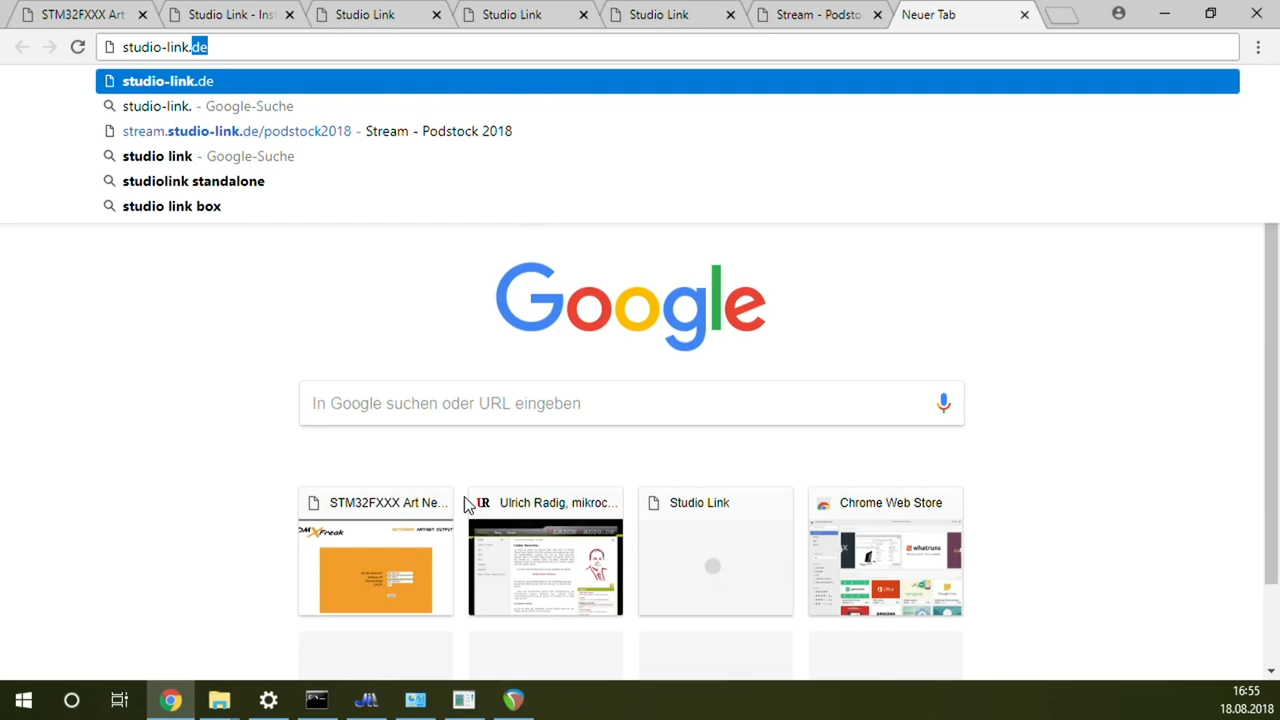 STM32FXXX Art
Studio Link - Ins
Studio Link
Studio Link
Studio Link
Stream - Podsto
Neuer Tab
studio-link.de
studio-link.de
studio-link. - Google-Suche
stream.studio-link.de/podstock2018 - Stream - Podstock 2018
studio link - Google-Suche
studiolink standalone
studio link box
Google
In Google suchen oder URL eingeben
STM32FXXX Art Ne...
UR Ulrich Radig, mikroc...
Studio Link
Chrome Web Store
whatruns
16:55
18.08.2018